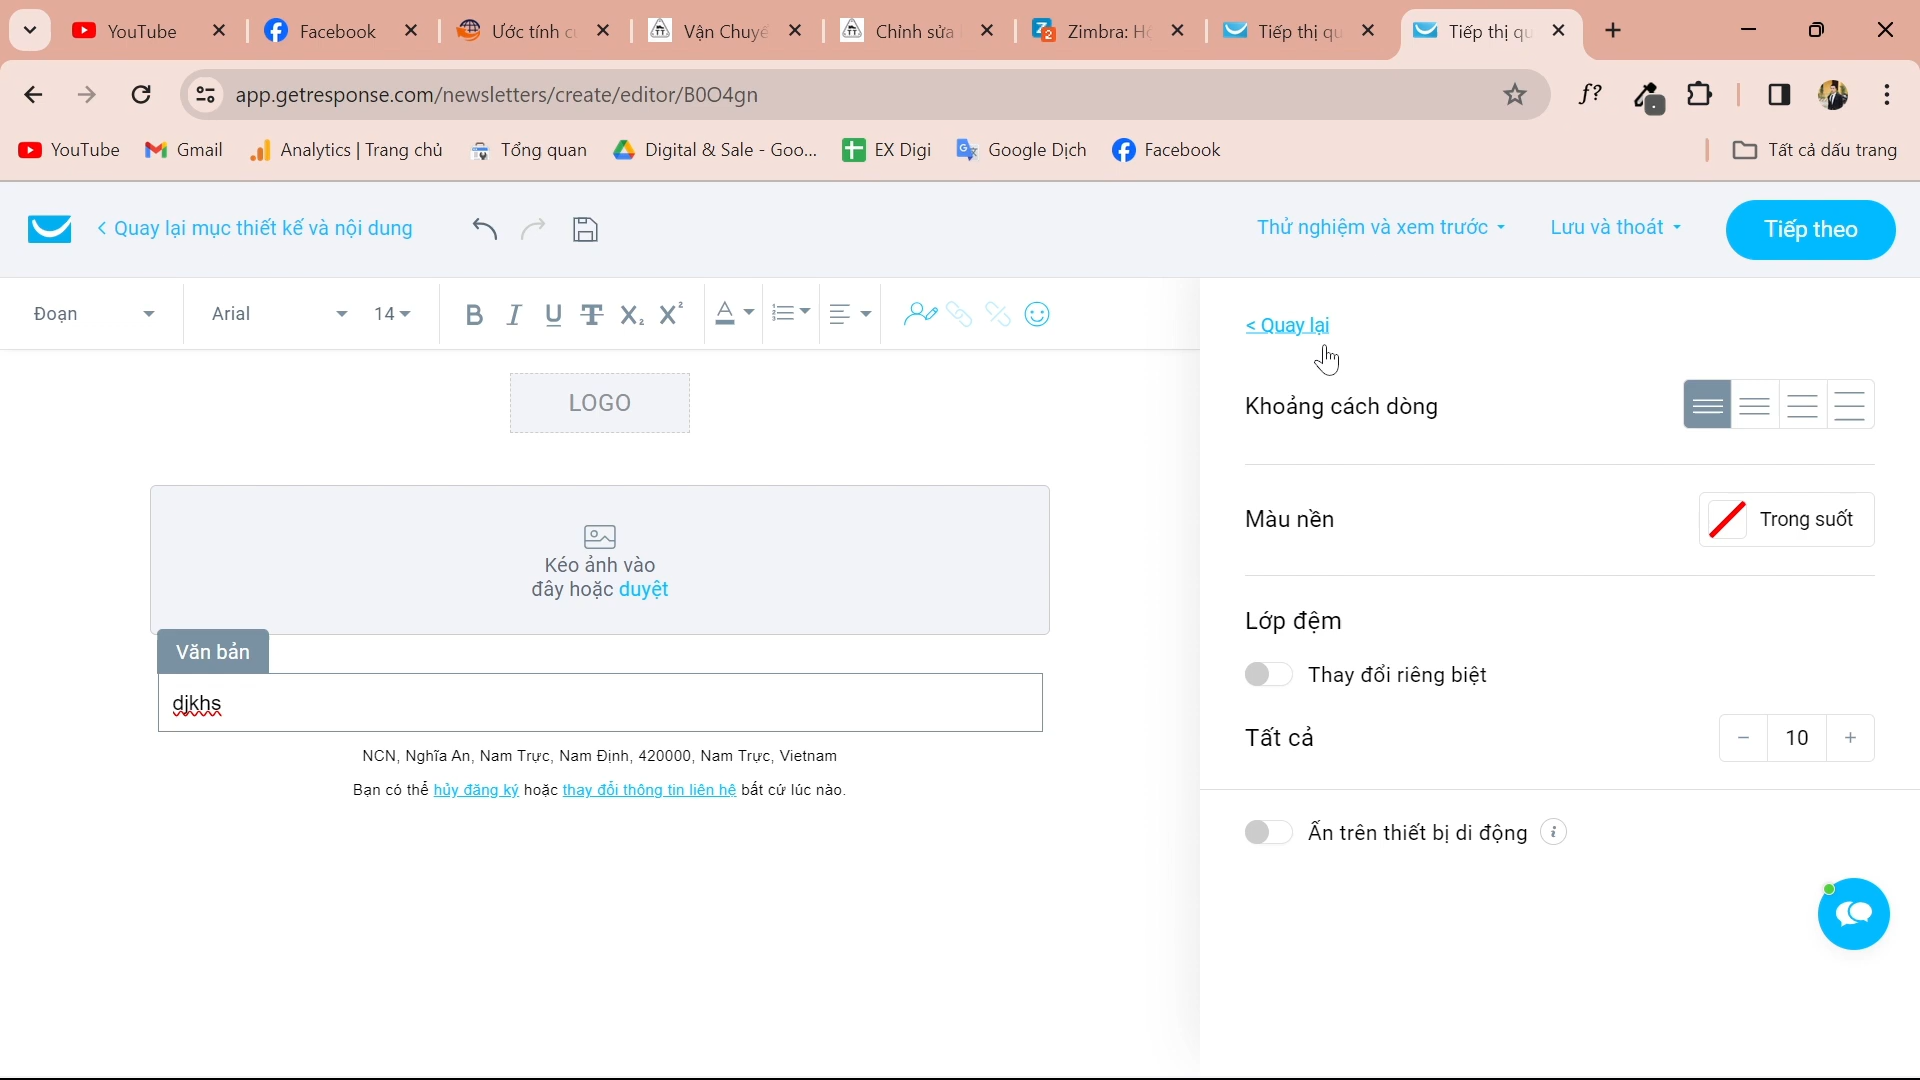 YouTube
Facebook
Ước tính
Vận Chuyể
Chỉnh sửa
Zimbra: H
Tiếp thị qu
Tiếp thị qu
app.getresponse.com/newsletters/create/editor/B0O4gn
f?
YouTube
Gmail
Analytics | Trang chủ
Tổng quan
Digital & Sale - Goo...
EX Digi
Google Dịch
Facebook
Tất cả dấu trang
< Quay lại mục thiết kế và nội dung
Thử nghiệm và xem trước
Lưu và thoát
Tiếp theo
Đoạn
Arial
14
B I U T X₂ X²
A
< Quay lại
LOGO
Khoảng cách dòng
Kéo ảnh vào
đây hoặc duyệt
Màu nền
Trong suốt
Lớp đệm
Thay đổi riêng biệt
Văn bản
djkhs
Tất cả
− 10 +
NCN, Nghĩa An, Nam Trực, Nam Định, 420000, Nam Trực, Vietnam
Bạn có thể hủy đăng ký hoặc thay đổi thông tin liên hệ bất cứ lúc nào.
Ẩn trên thiết bị di động
i